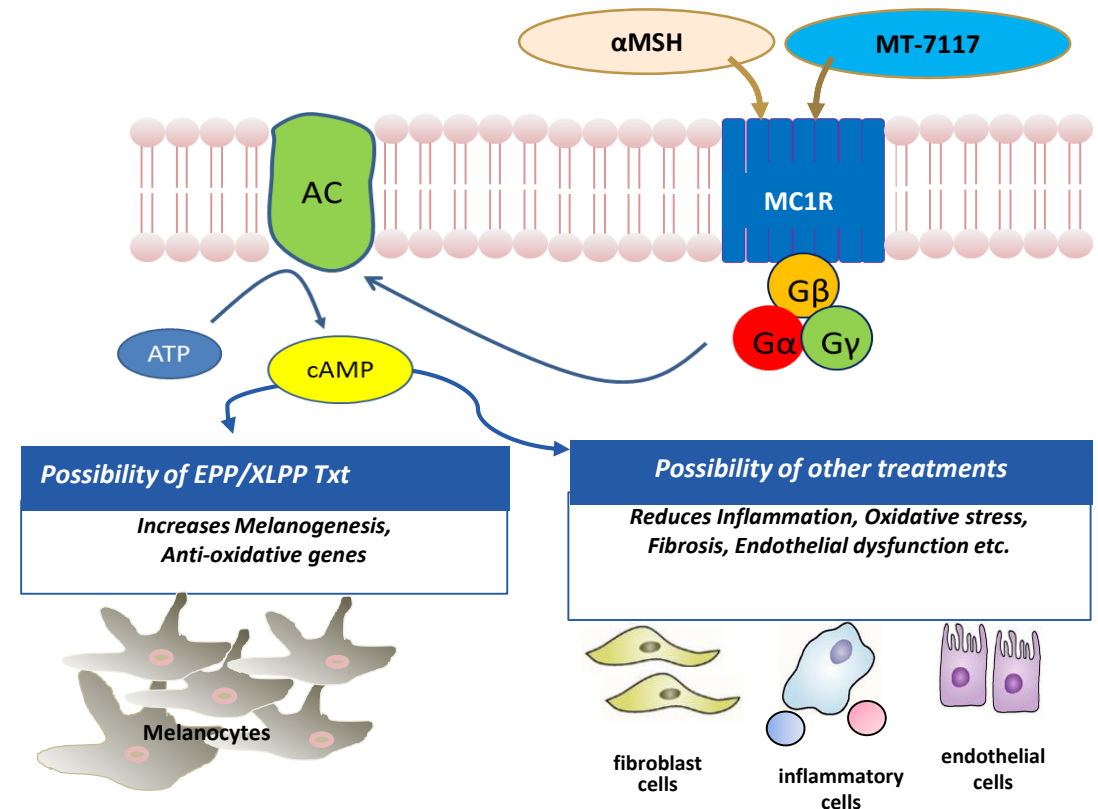 αMSH
MT-7117
AC
MC1R
Gβ
Gα
Gγ
ATP
cAMP
Possibility of EPP/XLPP Txt
Increases Melanogenesis,
Anti-oxidative genes
Possibility of other treatments
Reduces Inflammation, Oxidative stress,
Fibrosis, Endothelial dysfunction etc.
Melanocytes
fibroblast
cells
inflammatory
cells
endothelial
cells